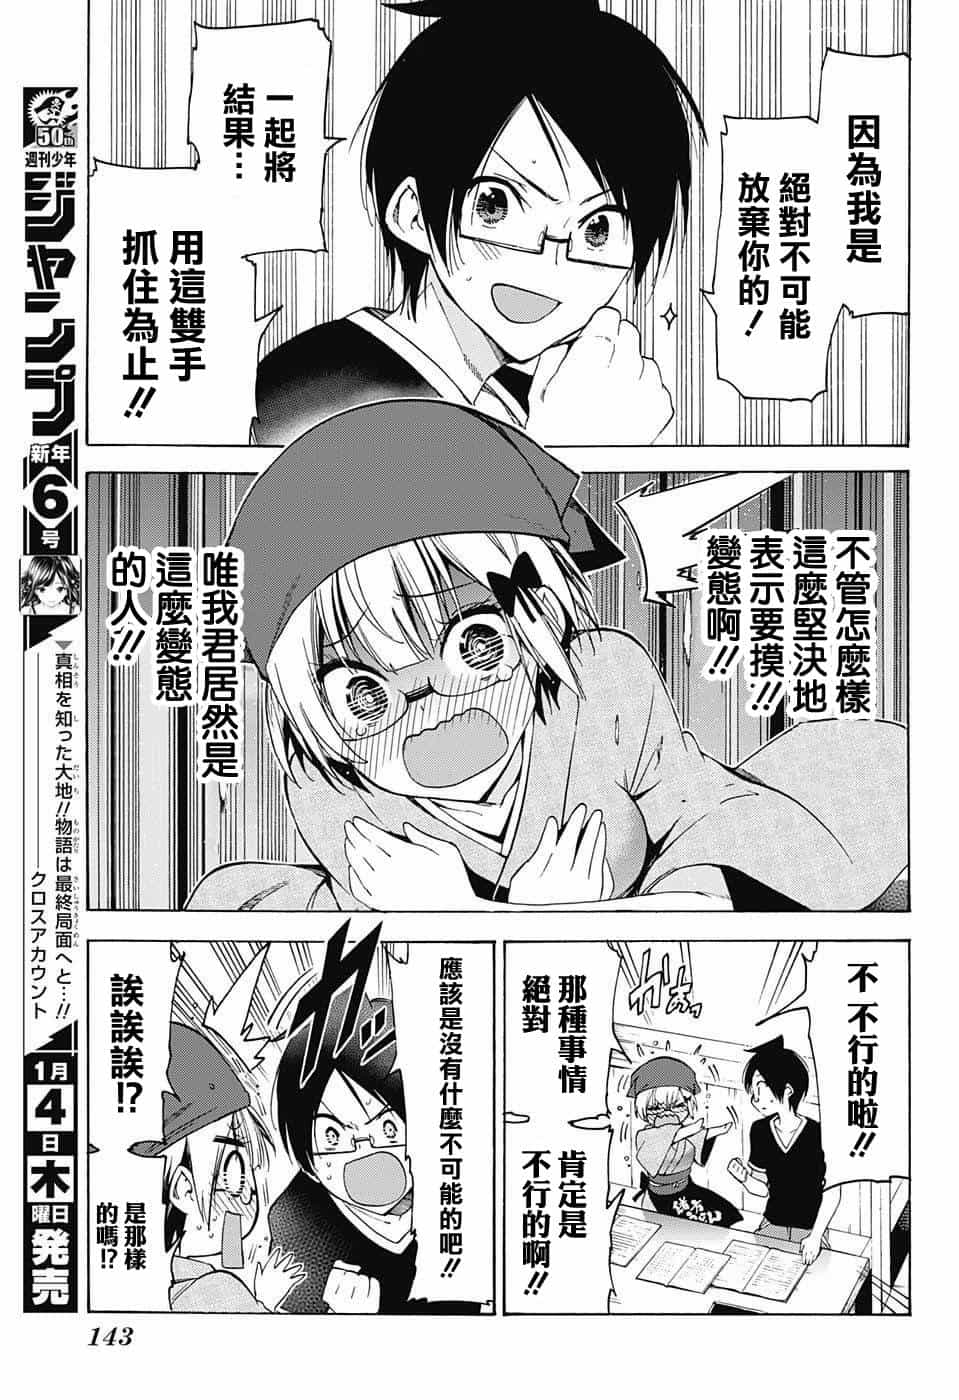 因為我是
絕對不可能
放棄你的！
一起將
結果…
用這雙手
抓住為止!!
不管怎麼樣
這麼堅決地
表示要摸!!
變態啊!!
唯我君居然是
這麼變態
的人!!
不 不行的啦!!
那種事情
絕對
肯定是
不行的啊!!
應該是沒有什麼不可能的吧!!
誒誒誒!?
是那樣
的嗎!?
50th
週刊少年
ジャンプ
新年
6
号
▼真相を知った大地!!物語は最終局面へと…!!
──クロスアカウント
1月
4
日
木
曜日
発売
143